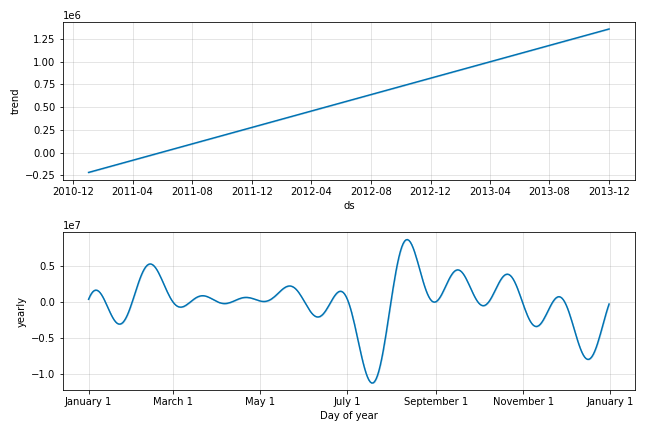 1e6
1.25
1.00
0.75
0.50
0.25
0.00
−0.25
trend
2010-12 2011-04 2011-08 2011-12 2012-04 2012-08 2012-12 2013-04 2013-08 2013-12
ds
1e7
0.5
0.0
−0.5
−1.0
yearly
January 1 March 1 May 1 July 1 September 1 November 1 January 1
Day of year